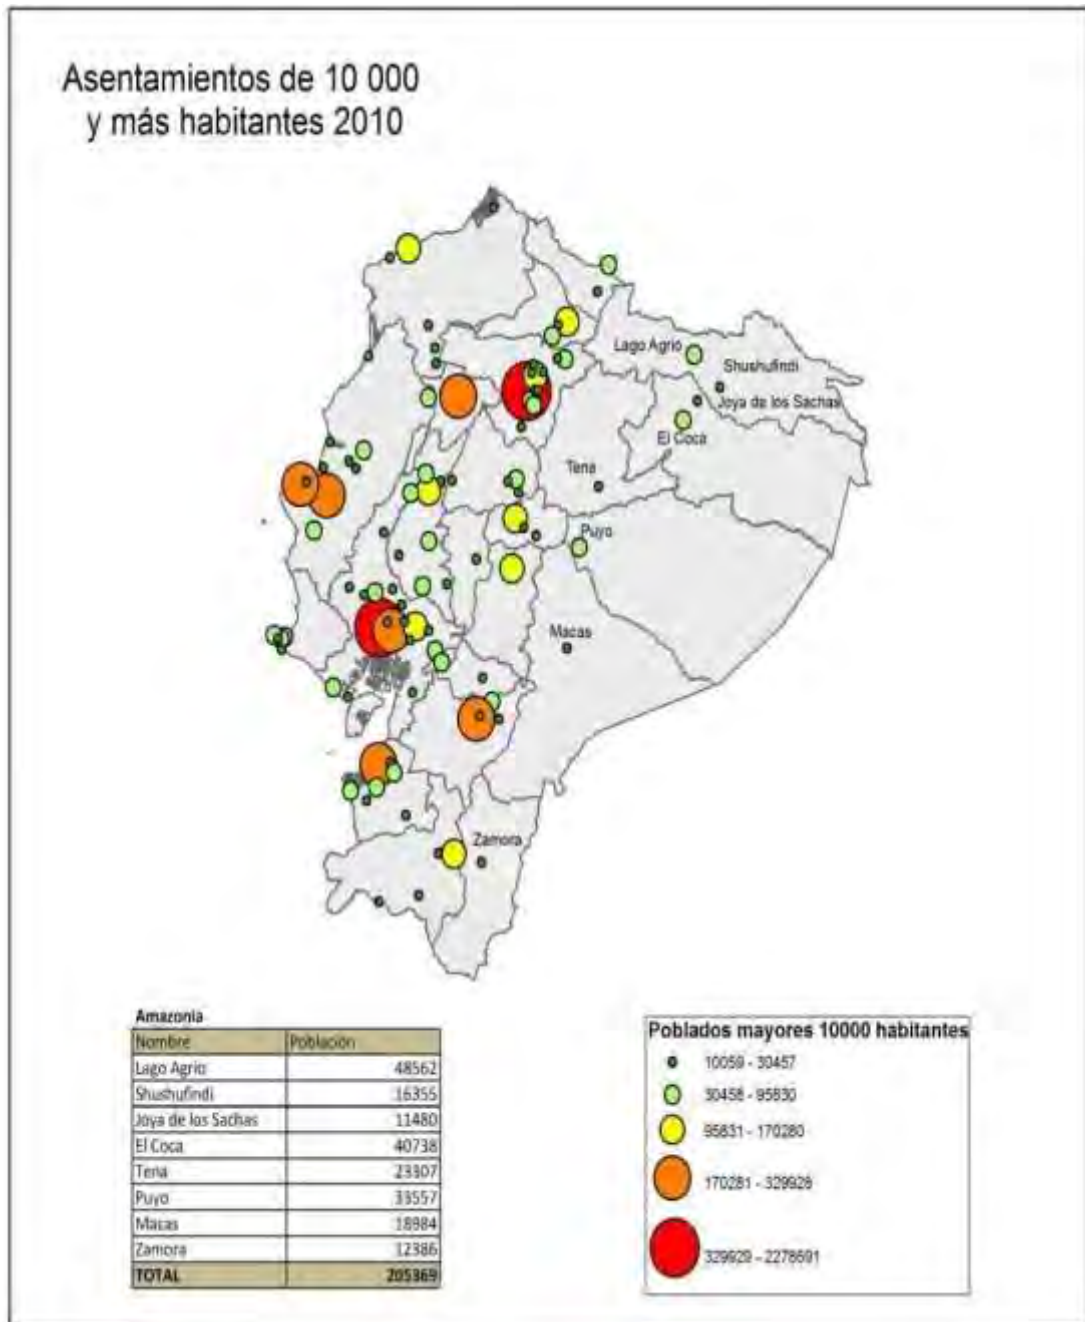 Asentamientos de 10 000
y más habitantes 2010
Lago Agrio
Shushufindi
Joya de los Sachas
El Coca
Tena
Puyo
Macas
Zamora
Amazonia
Nombre Población
Lago Agrio 48562
Shushufindi 16355
Joya de los Sachas 11480
El Coca 40738
Tena 23307
Puyo 33557
Macas 18984
Zamora 12386
TOTAL 205369
Poblados mayores 10000 habitantes
10059 - 30457
30458 - 95830
95831 - 170280
170281 - 329928
329929 - 2278691